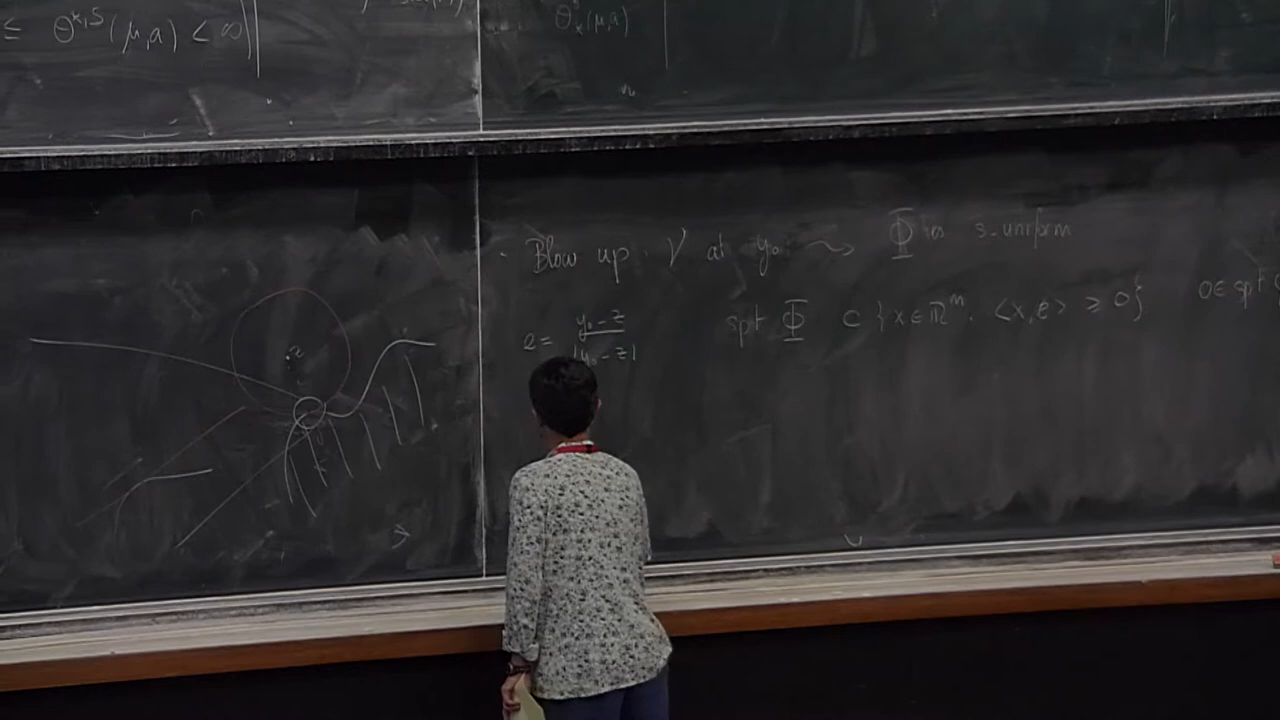 ≤ Θ^{*,s}(μ,a) < ∞)
Θ^s_*(μ,a)
· Blow up V at y₀ ⇝ Φ is s-uniform
spt Φ ⊂ {x ∈ ℝ^m, <x,e> ≥ 0} 0 ∈ spt
e = (y₀ - z)/|y₀ - z|
z